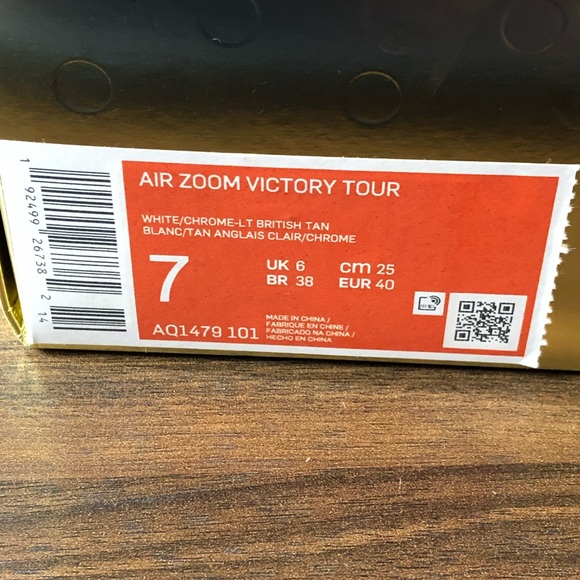 AIR ZOOM VICTORY TOUR
WHITE/CHROME-LT BRITISH TAN
BLANC/TAN ANGLAIS CLAIR/CHROME
7
UK 6 cm 25
BR 38 EUR 40
AQ1479 101
MADE IN CHINA /
FABRIQUE EN CHINE /
FABRICADO NA CHINA /
HECHO EN CHINA
1 92499 26738 2 14